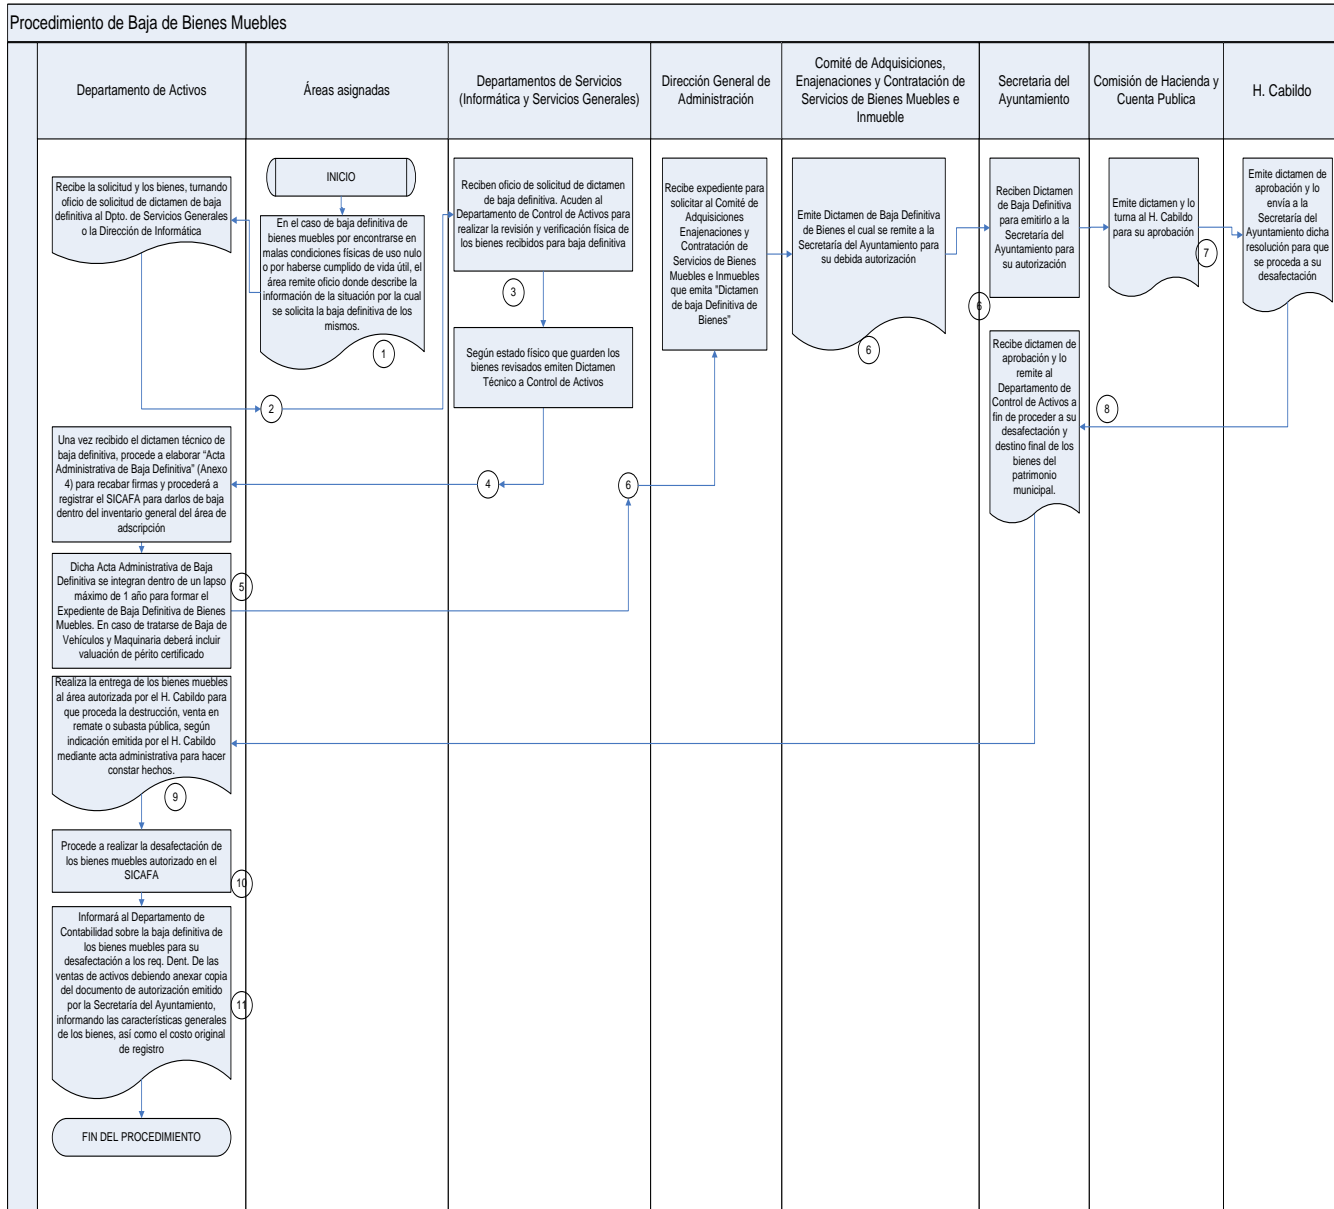 Procedimiento de Baja de Bienes Muebles
Departamento de Activos
Áreas asignadas
Departamentos de Servicios
(Informática y Servicios Generales)
Dirección General de
Administración
Comité de Adquisiciones,
Enajenaciones y Contratación de
Servicios de Bienes Muebles e
Inmueble
Secretaria del
Ayuntamiento
Comisión de Hacienda y
Cuenta Publica
H. Cabildo
Recibe la solicitud y los bienes, turnando
oficio de solicitud de dictamen de baja
definitiva al Dpto. de Servicios Generales
o la Dirección de Informática
INICIO
En el caso de baja definitiva de
bienes muebles por encontrarse en
malas condiciones físicas de uso nulo
o por haberse cumplido de vida útil, el
área remite oficio donde describe la
información de la situación por la cual
se solicita la baja definitiva de los
mismos.
1
2
Reciben oficio de solicitud de dictamen
de baja definitiva. Acuden al
Departamento de Control de Activos para
realizar la revisión y verificación física de
los bienes recibidos para baja definitiva
3
Según estado físico que guarden los
bienes revisados emiten Dictamen
Técnico a Control de Activos
4
Una vez recibido el dictamen técnico de
baja definitiva, procede a elaborar “Acta
Administrativa de Baja Definitiva” (Anexo
4) para recabar firmas y procederá a
registrar el SICAFA para darlos de baja
dentro del inventario general del área de
adscripción
Dicha Acta Administrativa de Baja
Definitiva se integran dentro de un lapso
máximo de 1 año para formar el
Expediente de Baja Definitiva de Bienes
Muebles. En caso de tratarse de Baja de
Vehículos y Maquinaria deberá incluir
valuación de périto certificado
5
6
Recibe expediente para
solicitar al Comité de
Adquisiciones
Enajenaciones y
Contratación de
Servicios de Bienes
Muebles e Inmuebles
que emita "Dictamen
de baja Definitiva de
Bienes”
Emite Dictamen de Baja Definitiva
de Bienes el cual se remite a la
Secretaría del Ayuntamiento para
su debida autorización
6
Reciben Dictamen
de Baja Definitiva
para emitirlo a la
Secretaría del
Ayuntamiento para
su autorización
6
Emite dictamen y lo
turna al H. Cabildo
para su aprobación
7
Emite dictamen de
aprobación y lo
envía a la
Secretaría del
Ayuntamiento dicha
resolución para que
se proceda a su
desafectación
8
Recibe dictamen de
aprobación y lo
remite al
Departamento de
Control de Activos a
fin de proceder a su
desafectación y
destino final de los
bienes del
patrimonio
municipal.
Realiza la entrega de los bienes muebles
al área autorizada por el H. Cabildo para
que proceda la destrucción, venta en
remate o subasta pública, según
indicación emitida por el H. Cabildo
mediante acta administrativa para hacer
constar hechos.
9
Procede a realizar la desafectación de
los bienes muebles autorizado en el
SICAFA
10
Informará al Departamento de
Contabilidad sobre la baja definitiva de
los bienes muebles para su
desafectación a los req. Dent. De las
ventas de activos debiendo anexar copia
del documento de autorización emitido
por la Secretaría del Ayuntamiento,
informando las características generales
de los bienes, así como el costo original
de registro
11
FIN DEL PROCEDIMIENTO